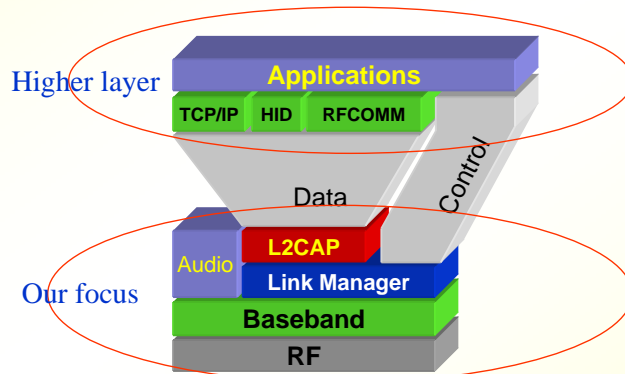 Applications
Higher layer
TCP/IP HID RFCOMM
Control
Data
L2CAP
Audio
Link Manager
Our focus
Baseband
RF